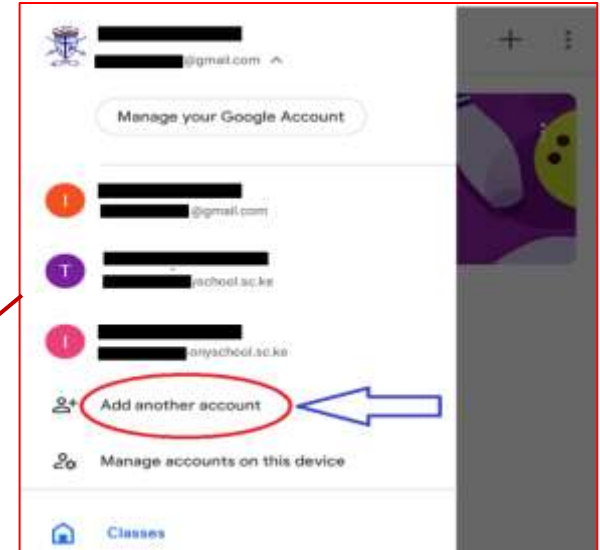 @gmail.com
Manage your Google Account
I
@gmail.com
T
yschool.sc.ke
I
onyschool.sc.ke
Add another account
Manage accounts on this device
Classes